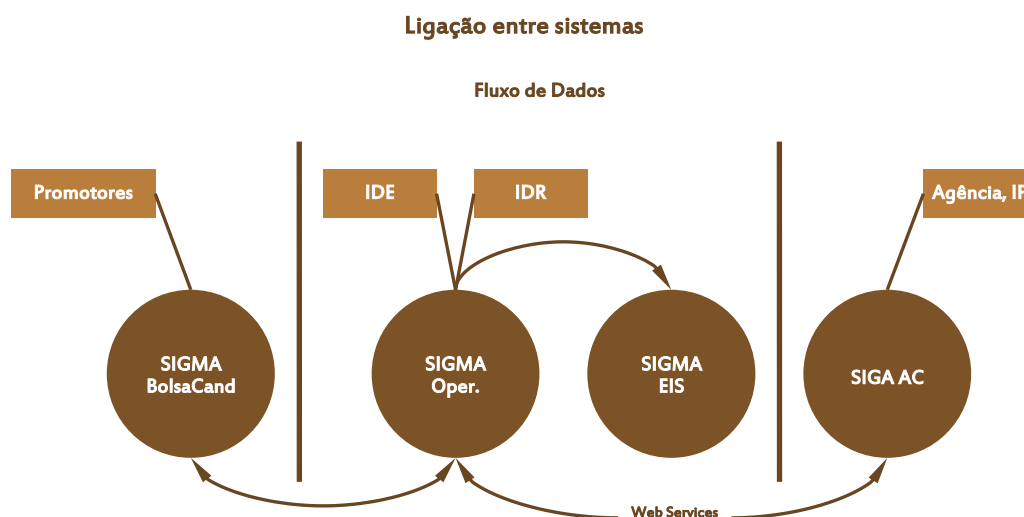 Ligação entre sistemas
Fluxo de Dados
Promotores
IDE
IDR
Agência, IF
SIGMA
BolsaCand
SIGMA
Oper.
SIGMA
EIS
SIGA AC
Web Services